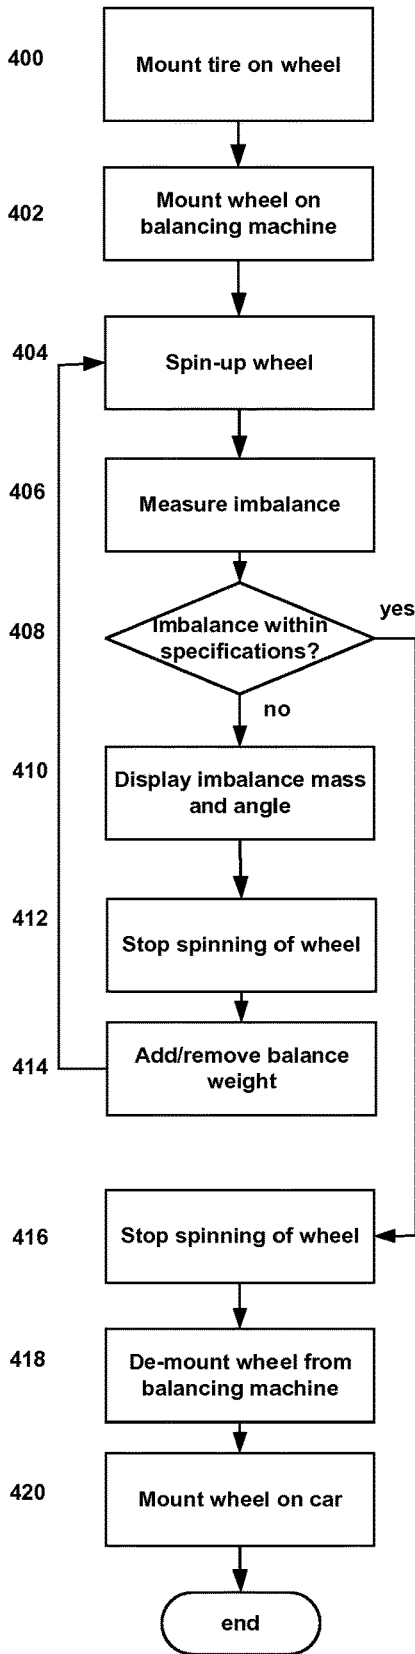 400
Mount tire on wheel
402
Mount wheel on
balancing machine
404
Spin-up wheel
406
Measure imbalance
408
Imbalance within
specifications?
yes
no
410
Display imbalance mass
and angle
412
Stop spinning of wheel
414
Add/remove balance
weight
416
Stop spinning of wheel
418
De-mount wheel from
balancing machine
420
Mount wheel on car
end